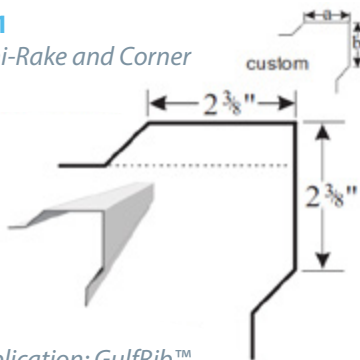 i-Rake and Corner
a
b
custom
2 3/8"
2 3/8"
lication: GulfRib™